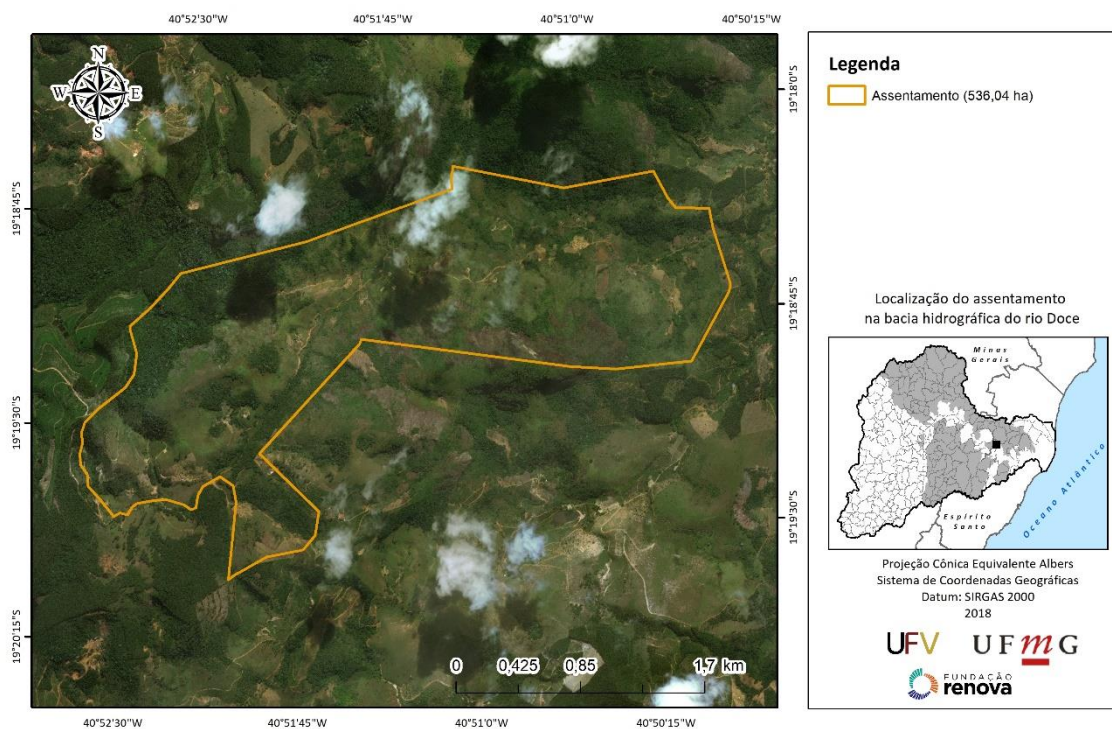 40°52'30"W
40°51'45"W
40°51'0"W
40°50'15"W
N
W
E
S
19°18'45"S
19°19'30"S
19°20'15"S
19°18'0"S
19°18'45"S
19°19'30"S
0
0,425
0,85
1,7 km
40°52'30"W
40°51'45"W
40°51'0"W
40°50'15"W
Legenda
Assentamento (536,04 ha)
Localização do assentamento
na bacia hidrográfica do rio Doce
Minas
Gerais
Espírito
Santo
Oceano Atlântico
Projeção Cônica Equivalente Albers
Sistema de Coordenadas Geográficas
Datum: SIRGAS 2000
2018
UFV
UFmG
FUNDAÇÃO
renova